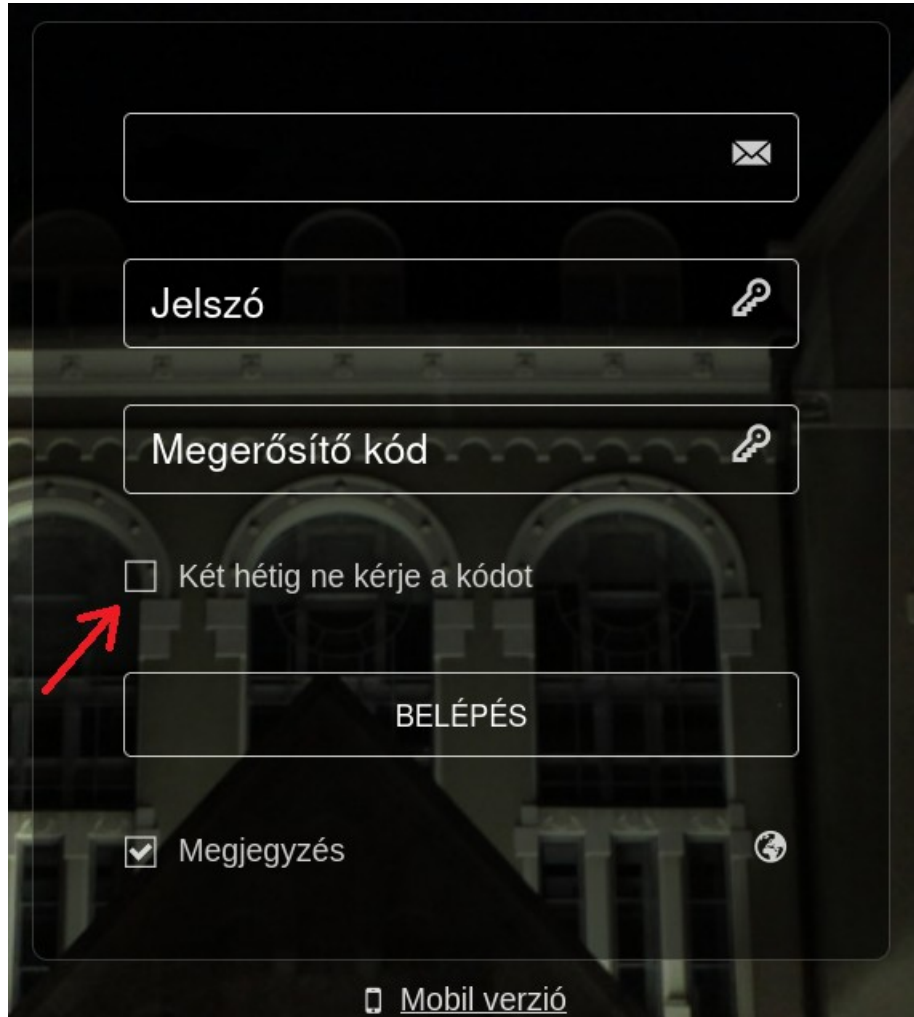 Jelszó
Megerősítő kód
Két hétig ne kérje a kódot
BELÉPÉS
Megjegyzés
Mobil verzió